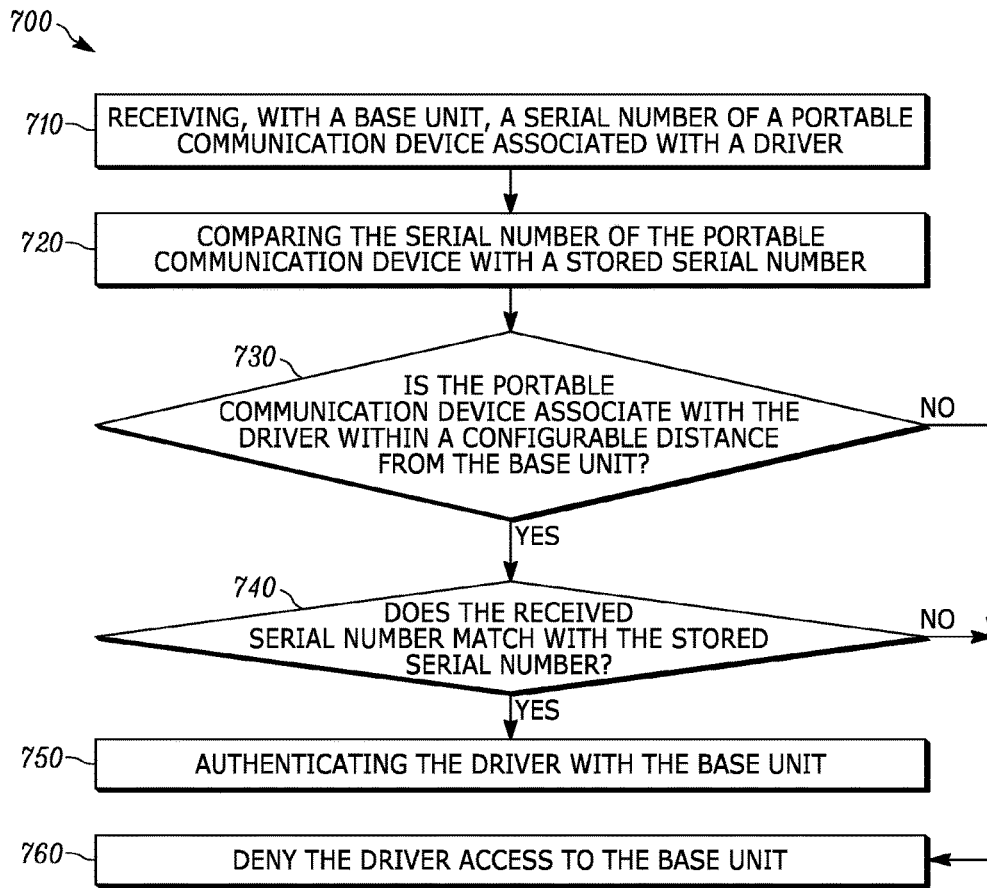 700
710
RECEIVING, WITH A BASE UNIT, A SERIAL NUMBER OF A PORTABLE
COMMUNICATION DEVICE ASSOCIATED WITH A DRIVER
720
COMPARING THE SERIAL NUMBER OF THE PORTABLE
COMMUNICATION DEVICE WITH A STORED SERIAL NUMBER
730
IS THE PORTABLE
COMMUNICATION DEVICE ASSOCIATE WITH THE
DRIVER WITHIN A CONFIGURABLE DISTANCE
FROM THE BASE UNIT?
NO
YES
740
DOES THE RECEIVED
SERIAL NUMBER MATCH WITH THE STORED
SERIAL NUMBER?
NO
YES
750
AUTHENTICATING THE DRIVER WITH THE BASE UNIT
760
DENY THE DRIVER ACCESS TO THE BASE UNIT